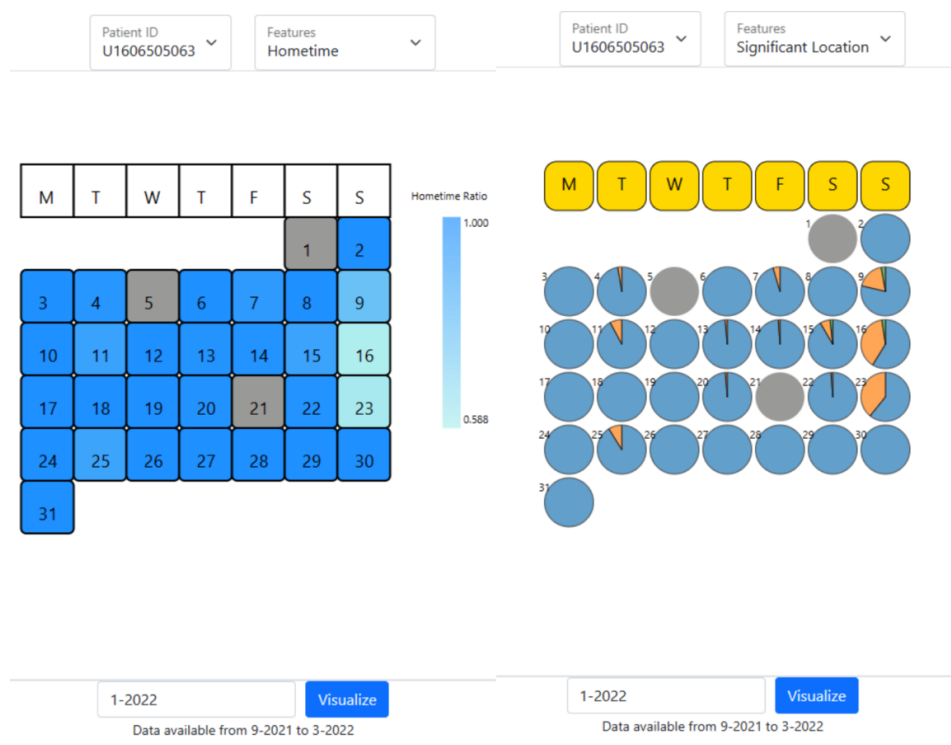 Patient ID
U1606505063
Features
Hometime
M T W T F S S
1 2
3 4 5 6 7 8 9
10 11 12 13 14 15 16
17 18 19 20 21 22 23
24 25 26 27 28 29 30
31
Hometime Ratio
1.000
0.588
1-2022
Visualize
Data available from 9-2021 to 3-2022
Patient ID
U1606505063
Features
Significant Location
M T W T F S S
1 2
3 4 5 6 7 8 9
10 11 12 13 14 15 16
17 18 19 20 21 22 23
24 25 26 27 28 29 30
31
1-2022
Visualize
Data available from 9-2021 to 3-2022